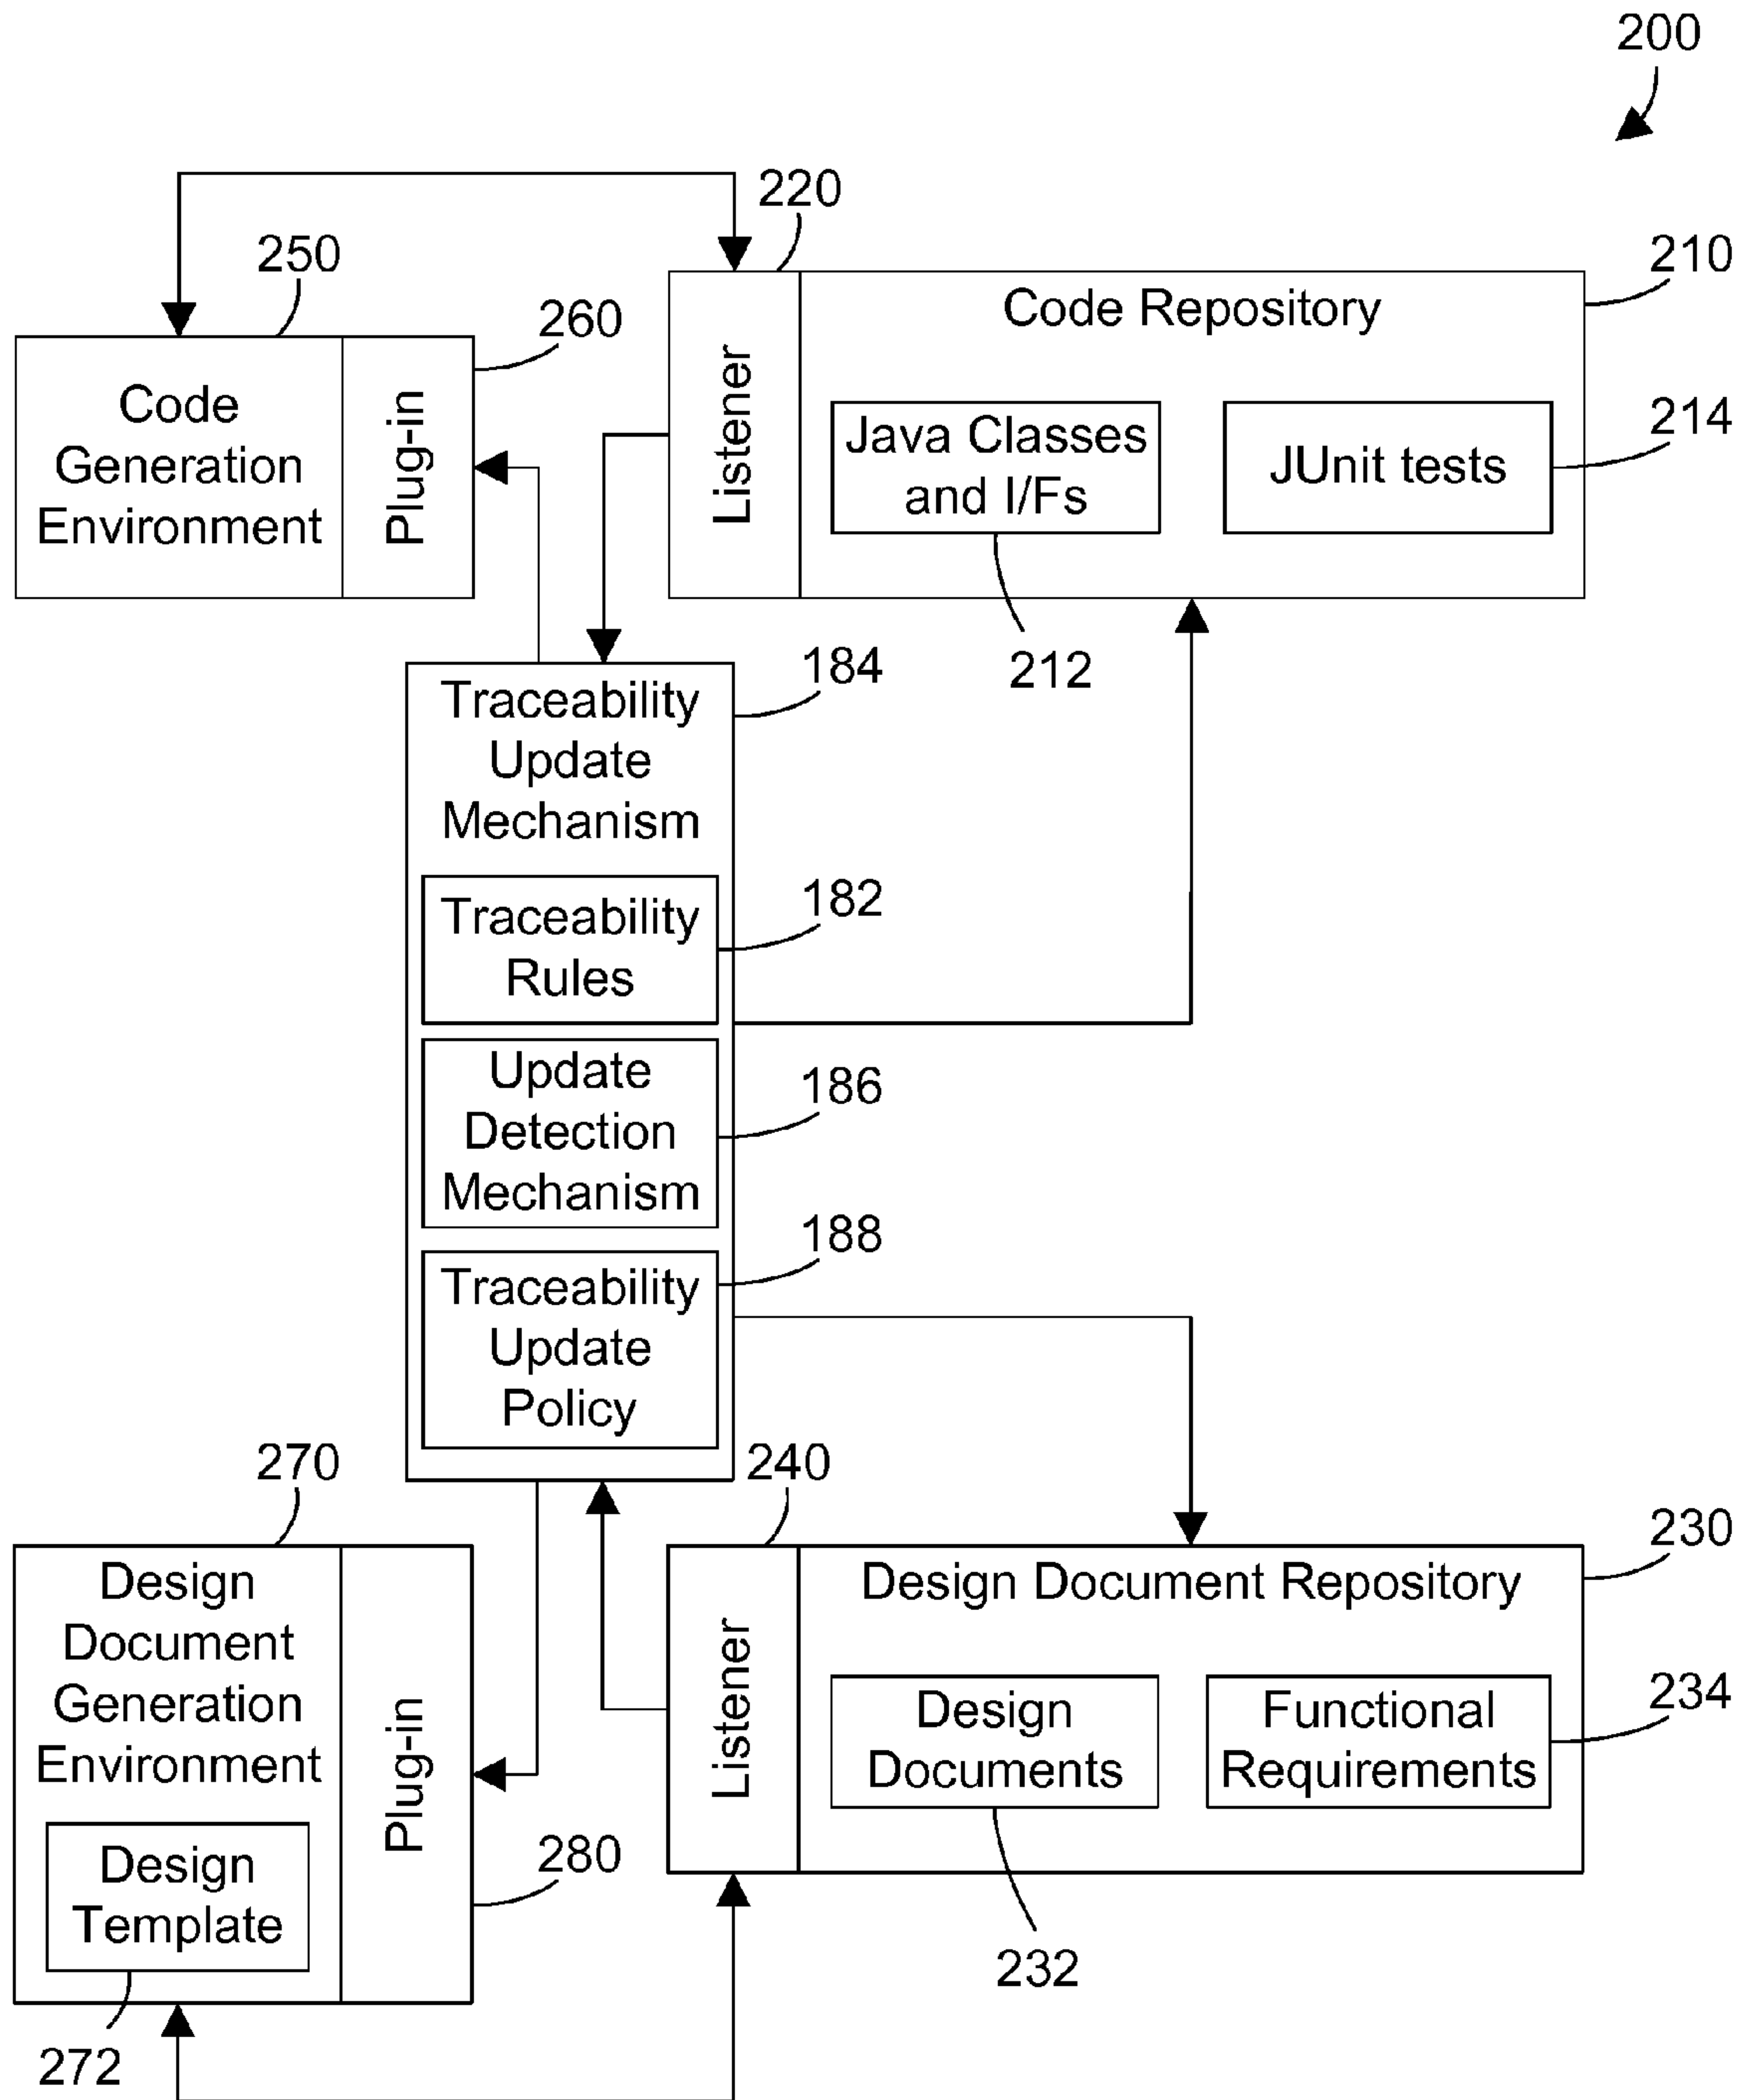 200
220
250
210
260
Code Repository
Code
Generation
Environment
Plug-in
Listener
Java Classes
and I/Fs
JUnit tests
214
212
184
Traceability
Update
Mechanism
182
Traceability
Rules
186
Update
Detection
Mechanism
188
Traceability
Update
Policy
270
240
230
Design
Document
Generation
Environment
Plug-in
Listener
Design Document Repository
Design
Documents
Functional
Requirements
234
Design
Template
280
232
272